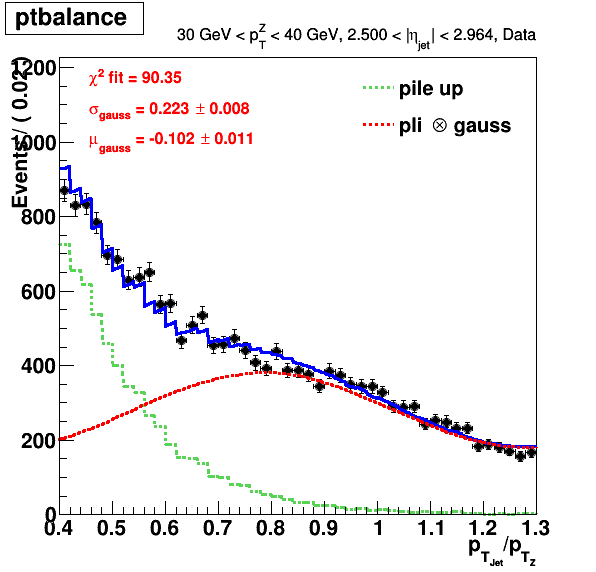 ptbalance
30 GeV < p_T^Z < 40 GeV, 2.500 < |η_jet| < 2.964, Data
Events / ( 0.02 )
χ² fit = 90.35
σ_gauss = 0.223 ± 0.008
μ_gauss = -0.102 ± 0.011
pile up
pli ⊗ gauss
1200
1000
800
600
400
200
0
0.4 0.5 0.6 0.7 0.8 0.9 1 1.1 1.2 1.3
p_T_Jet/p_T_Z